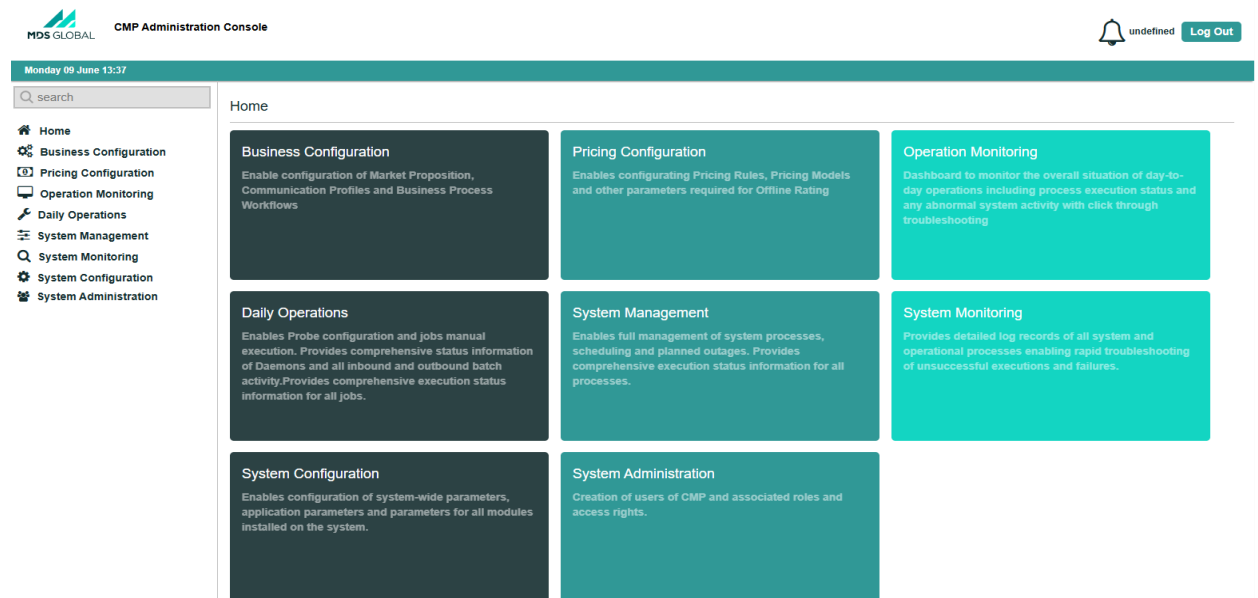 MDS GLOBAL
CMP Administration Console
undefined
Log Out
Monday 09 June 13:37
search
Home
Business Configuration
Pricing Configuration
Operation Monitoring
Daily Operations
System Management
System Monitoring
System Configuration
System Administration
Home
Business Configuration
Enable configuration of Market Proposition,
Communication Profiles and Business Process
Workflows
Pricing Configuration
Enables configurating Pricing Rules, Pricing Models
and other parameters required for Offline Rating
Operation Monitoring
Dashboard to monitor the overall situation of day-to-
day operations including process execution status and
any abnormal system activity with click through
troubleshooting
Daily Operations
Enables Probe configuration and jobs manual
execution. Provides comprehensive status information
of Daemons and all inbound and outbound batch
activity.Provides comprehensive execution status
information for all jobs.
System Management
Enables full management of system processes,
scheduling and planned outages. Provides
comprehensive execution status information for all
processes.
System Monitoring
Provides detailed log records of all system and
operational processes enabling rapid troubleshooting
of unsuccessful executions and failures.
System Configuration
Enables configuration of system-wide parameters,
application parameters and parameters for all modules
installed on the system.
System Administration
Creation of users of CMP and associated roles and
access rights.